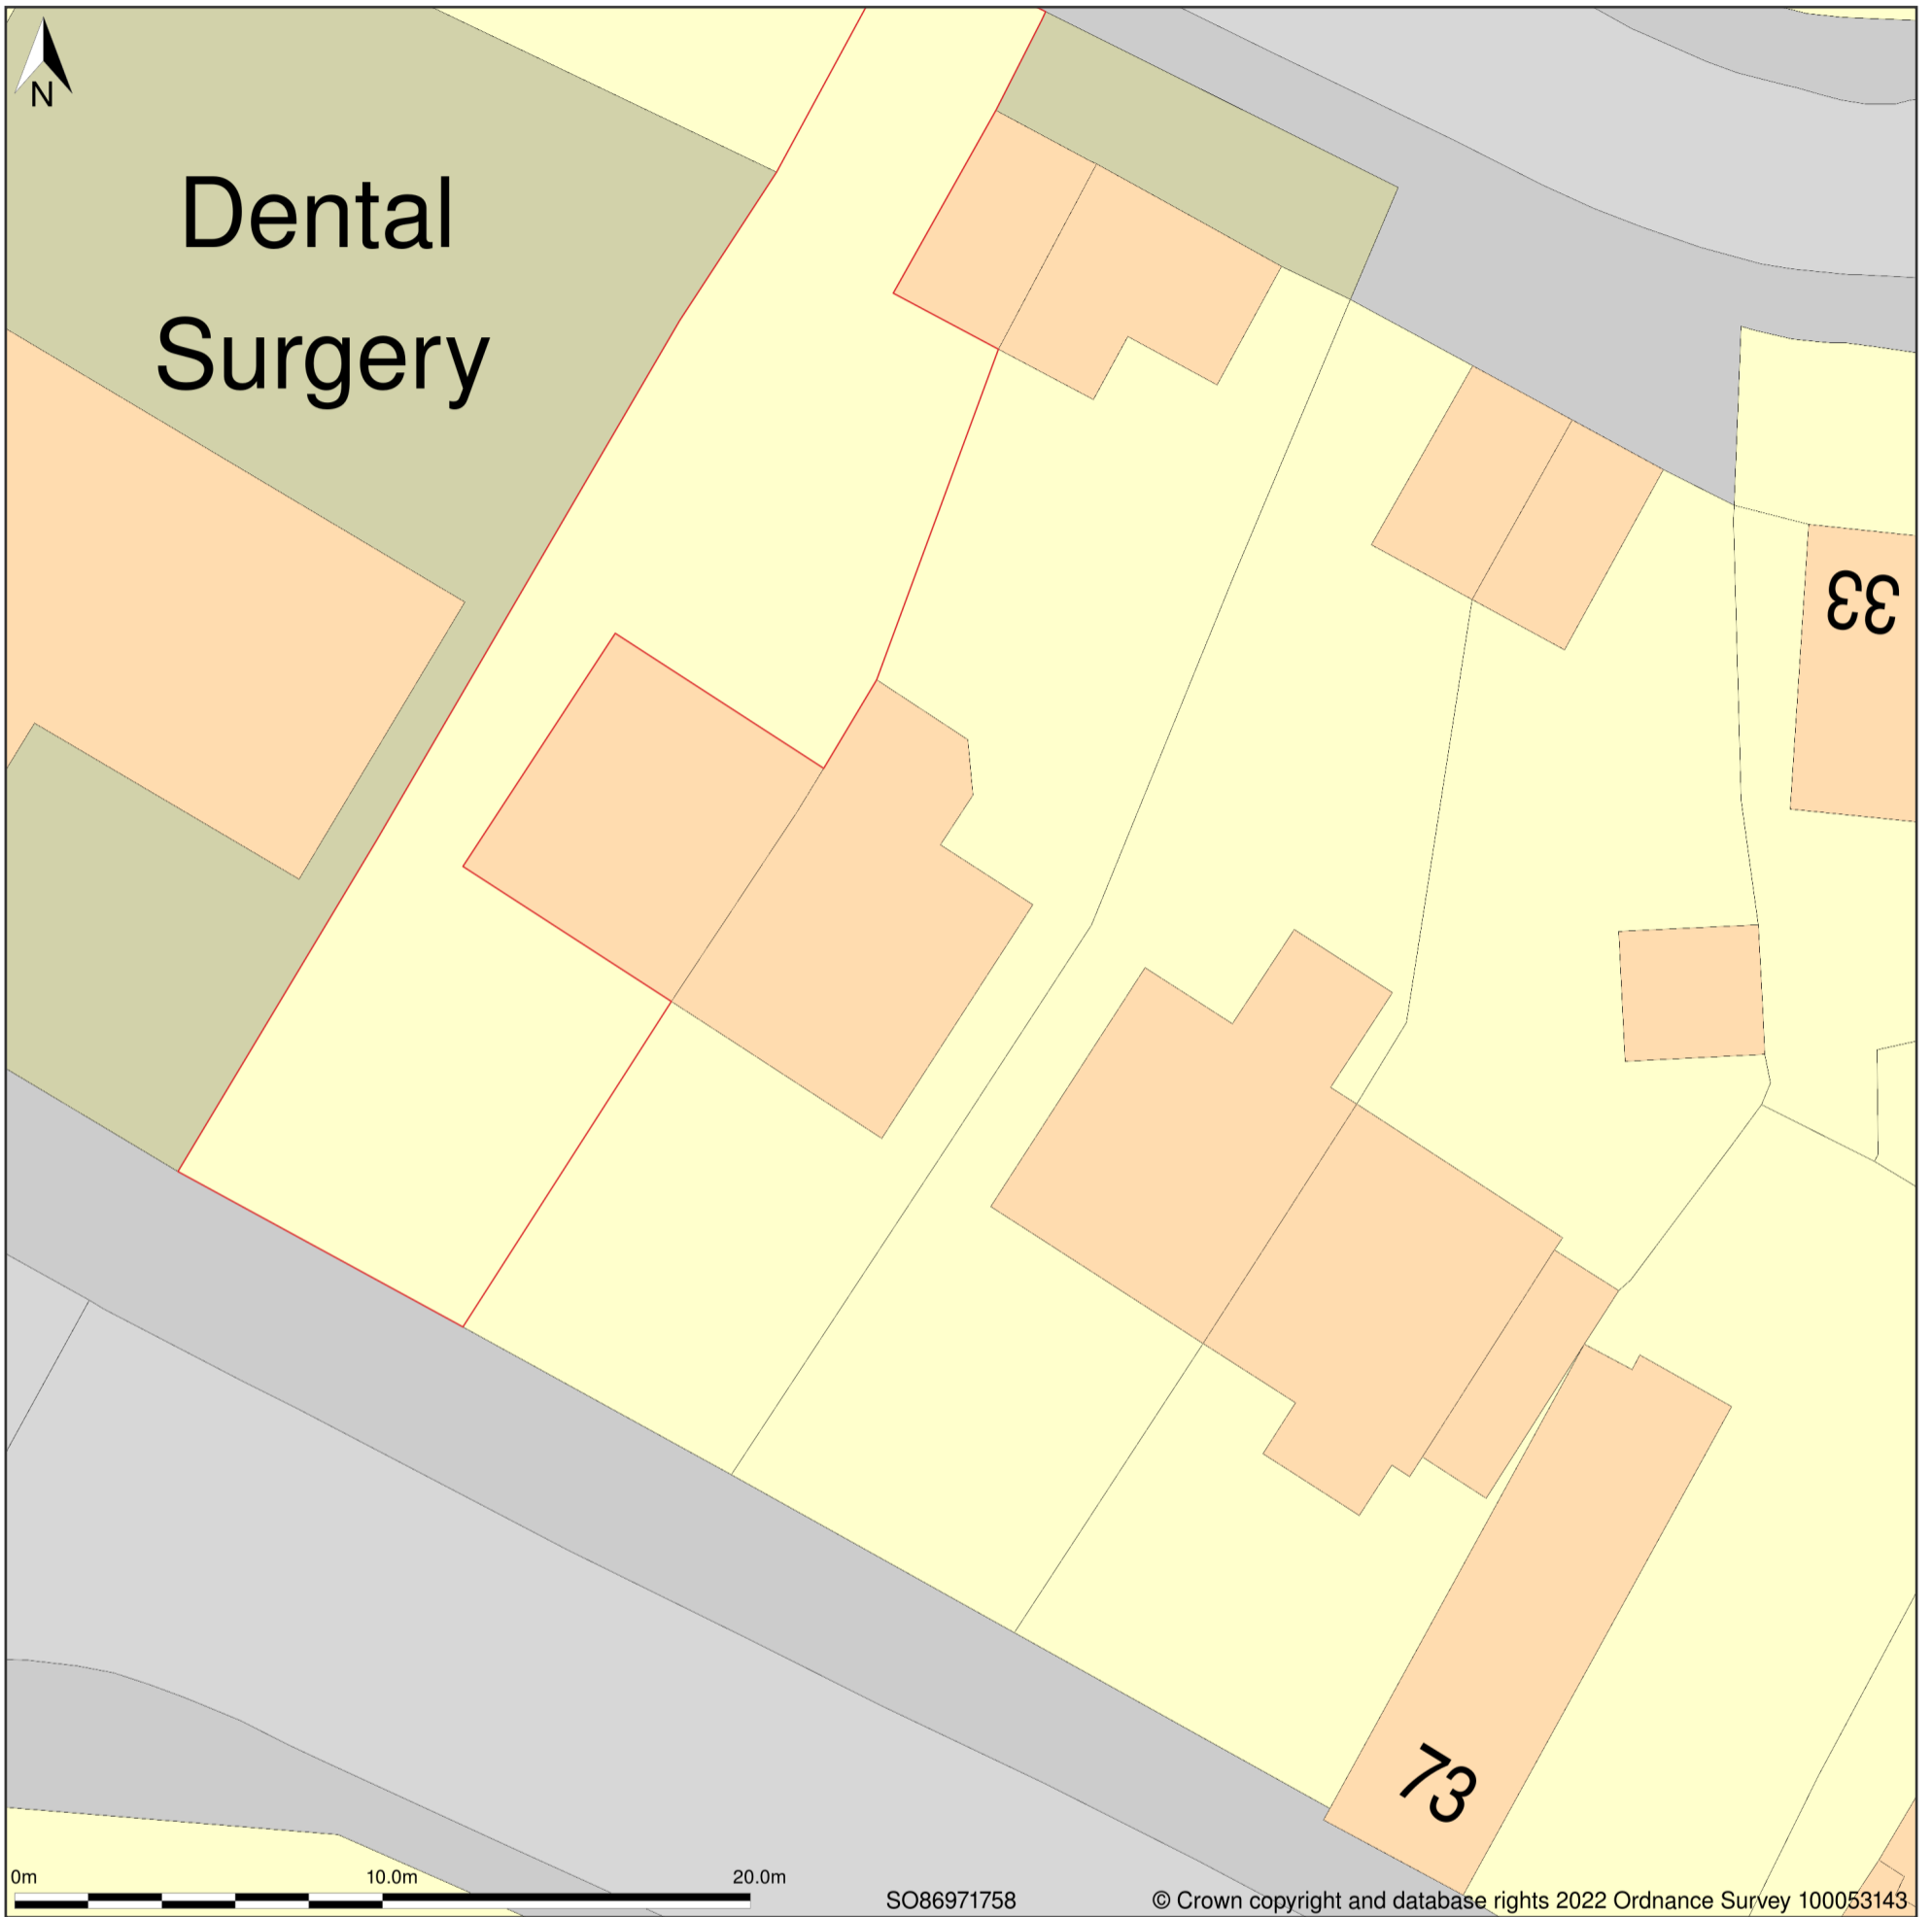 N
Dental
Surgery
33
73
0m 10.0m 20.0m
SO86971758
© Crown copyright and database rights 2022 Ordnance Survey 100053143